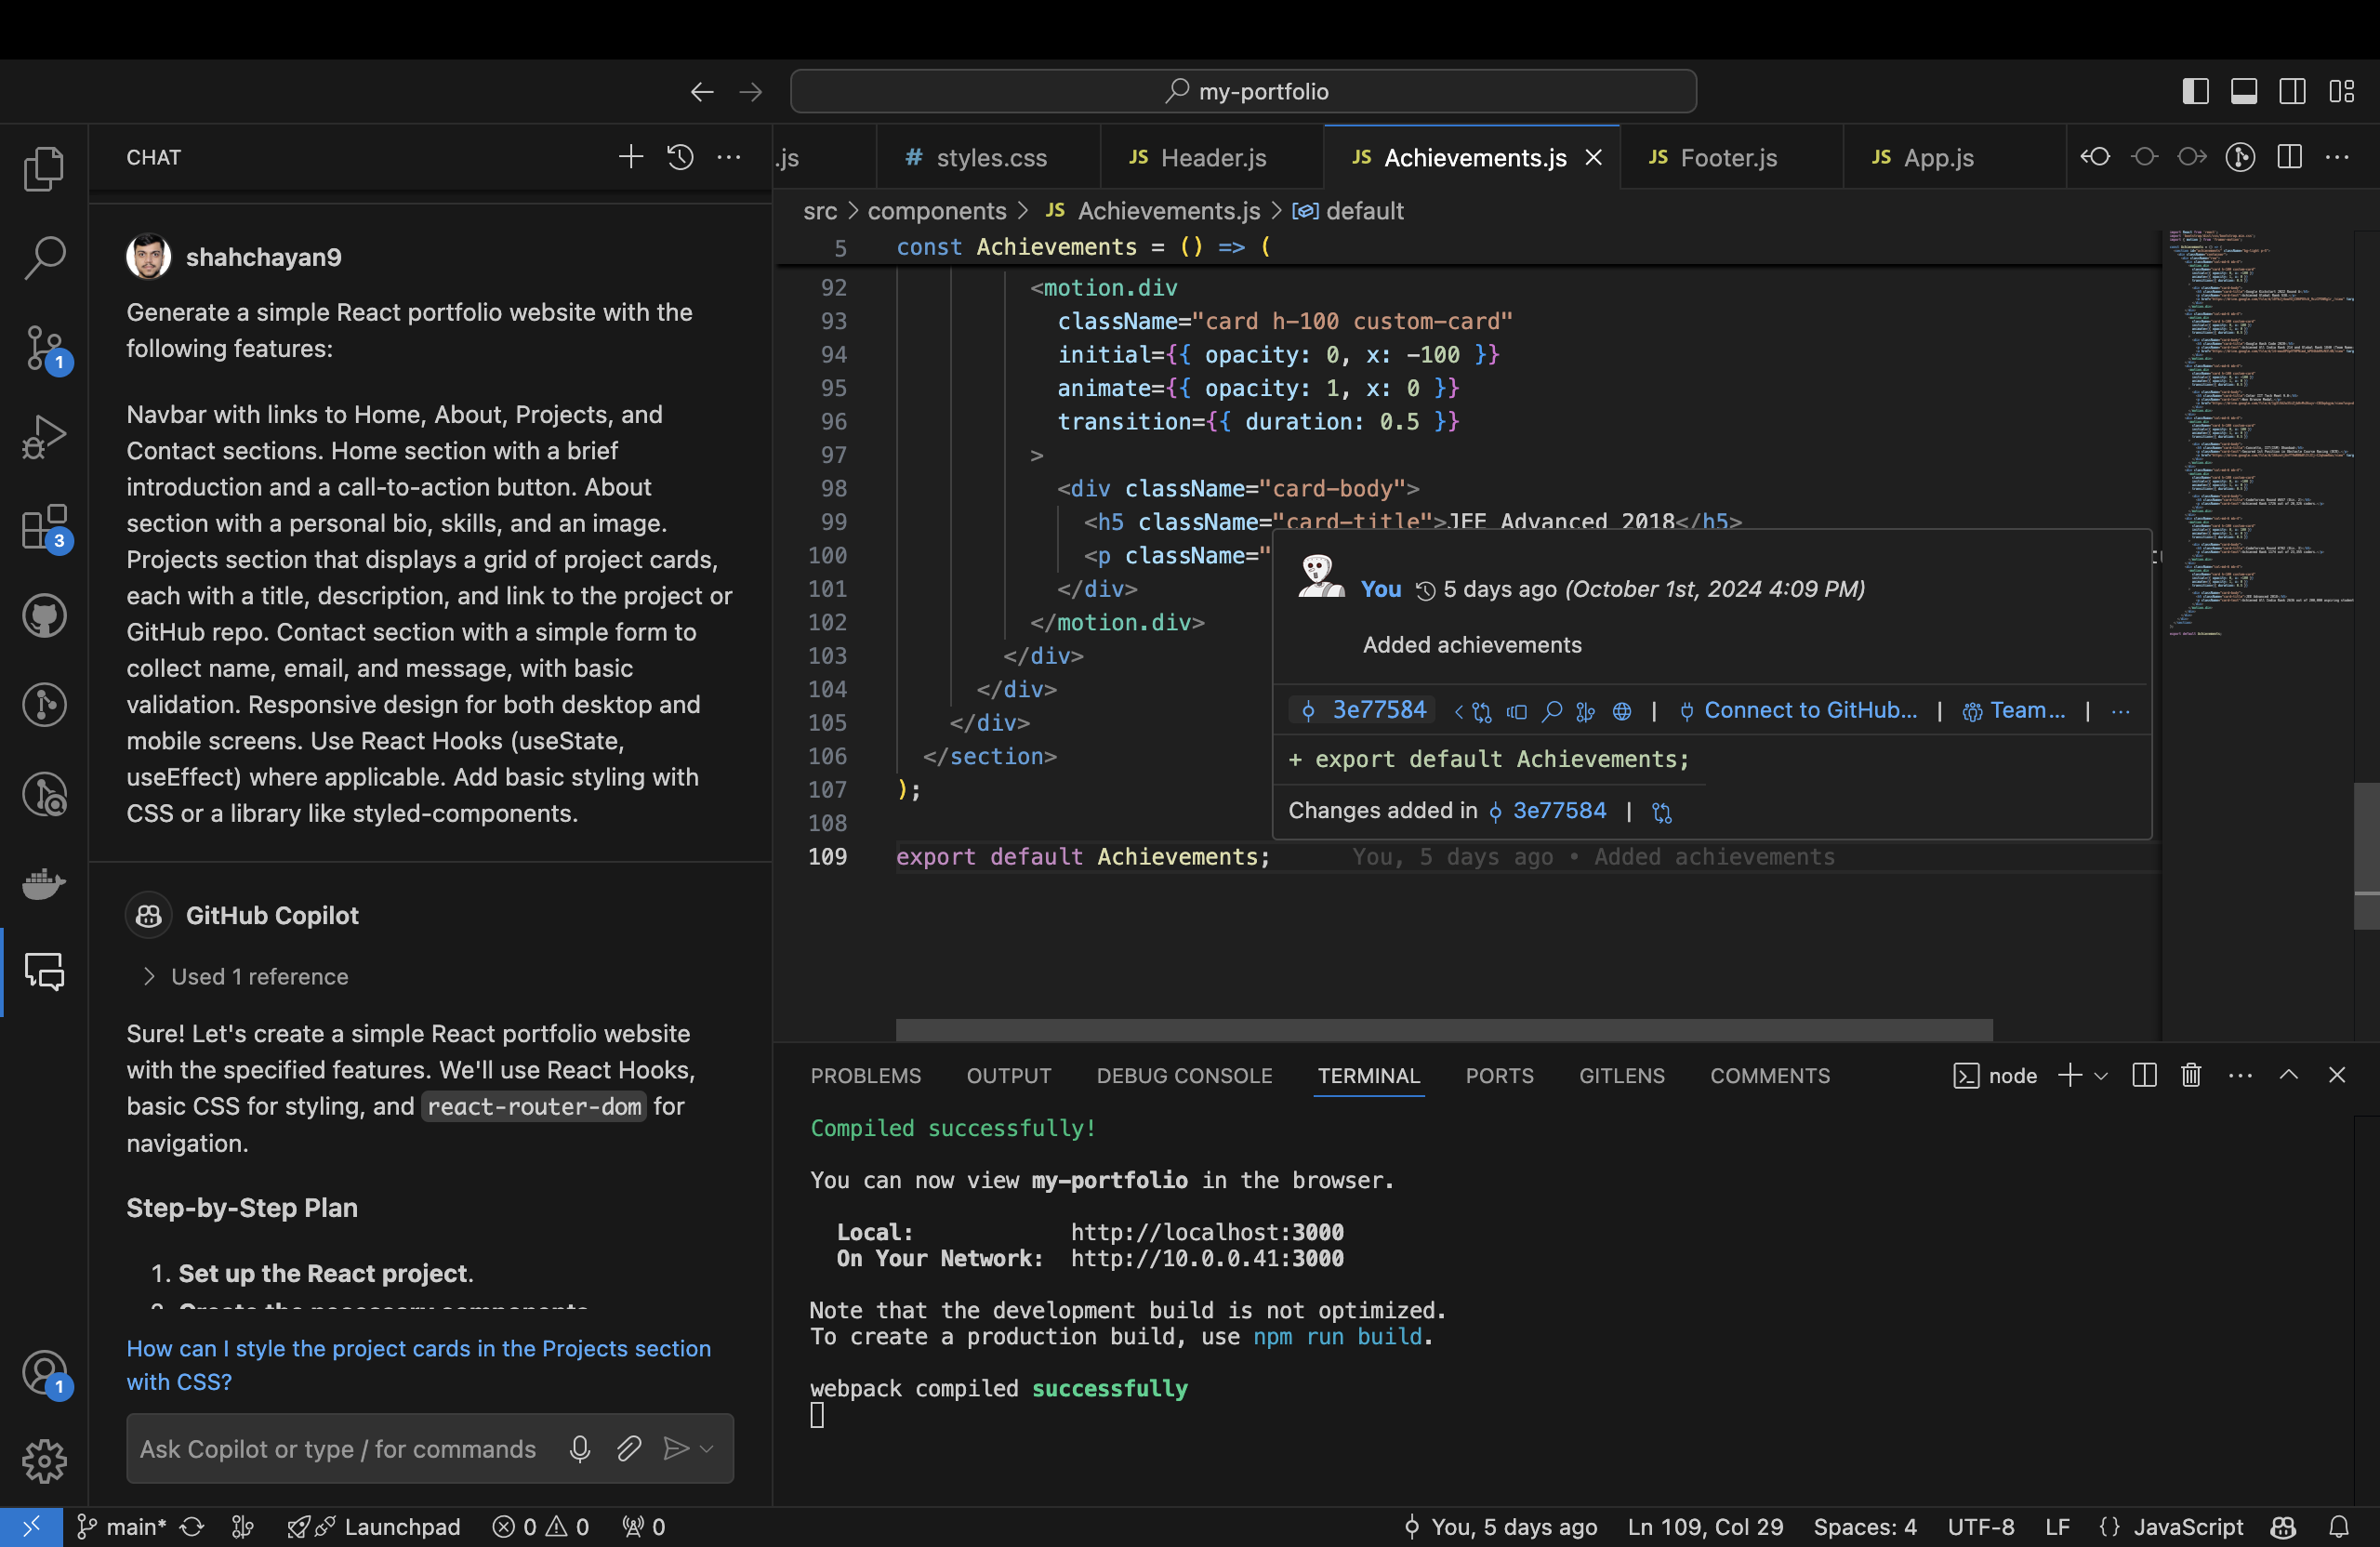 my-portfolio
CHAT
.js
# styles.css
JS Header.js
JS Achievements.js
JS Footer.js
JS App.js
src > components > JS Achievements.js > default
shahchayan9
Generate a simple React portfolio website with the
following features:
Navbar with links to Home, About, Projects, and
Contact sections. Home section with a brief
introduction and a call-to-action button. About
section with a personal bio, skills, and an image.
Projects section that displays a grid of project cards,
each with a title, description, and link to the project or
GitHub repo. Contact section with a simple form to
collect name, email, and message, with basic
validation. Responsive design for both desktop and
mobile screens. Use React Hooks (useState,
useEffect) where applicable. Add basic styling with
CSS or a library like styled-components.
GitHub Copilot
> Used 1 reference
Sure! Let's create a simple React portfolio website
with the specified features. We'll use React Hooks,
basic CSS for styling, and react-router-dom for
navigation.
Step-by-Step Plan
1. Set up the React project.
How can I style the project cards in the Projects section
with CSS?
Ask Copilot or type / for commands
1
3
1
5 const Achievements = () => (
92 <motion.div
93 className="card h-100 custom-card"
94 initial={{ opacity: 0, x: -100 }}
95 animate={{ opacity: 1, x: 0 }}
96 transition={{ duration: 0.5 }}
97 >
98 <div className="card-body">
99 <h5 className="card-title">JEE Advanced 2018</h5>
100 <p className="
101 </div>
102 </motion.div>
103 </div>
104 </div>
105 </div>
106 </section>
107 );
108
109 export default Achievements; You, 5 days ago • Added achievements
You 5 days ago (October 1st, 2024 4:09 PM)
Added achievements
3e77584 | Connect to GitHub... | Team... | ...
+ export default Achievements;
Changes added in 3e77584 |
PROBLEMS OUTPUT DEBUG CONSOLE TERMINAL PORTS GITLENS COMMENTS
node
Compiled successfully!
You can now view my-portfolio in the browser.
Local: http://localhost:3000
On Your Network: http://10.0.0.41:3000
Note that the development build is not optimized.
To create a production build, use npm run build.
webpack compiled successfully
main* Launchpad 0 0 0
You, 5 days ago Ln 109, Col 29 Spaces: 4 UTF-8 LF {} JavaScript